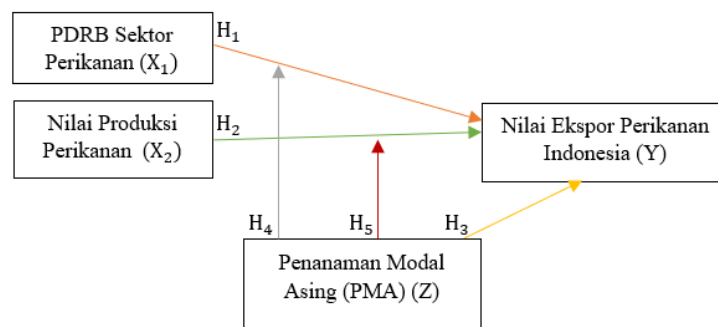 PDRB Sektor
Perikanan (X₁)
H₁
Nilai Produksi
Perikanan (X₂)
H₂
Nilai Ekspor Perikanan
Indonesia (Y)
H₄
H₅
H₃
Penanaman Modal
Asing (PMA) (Z)